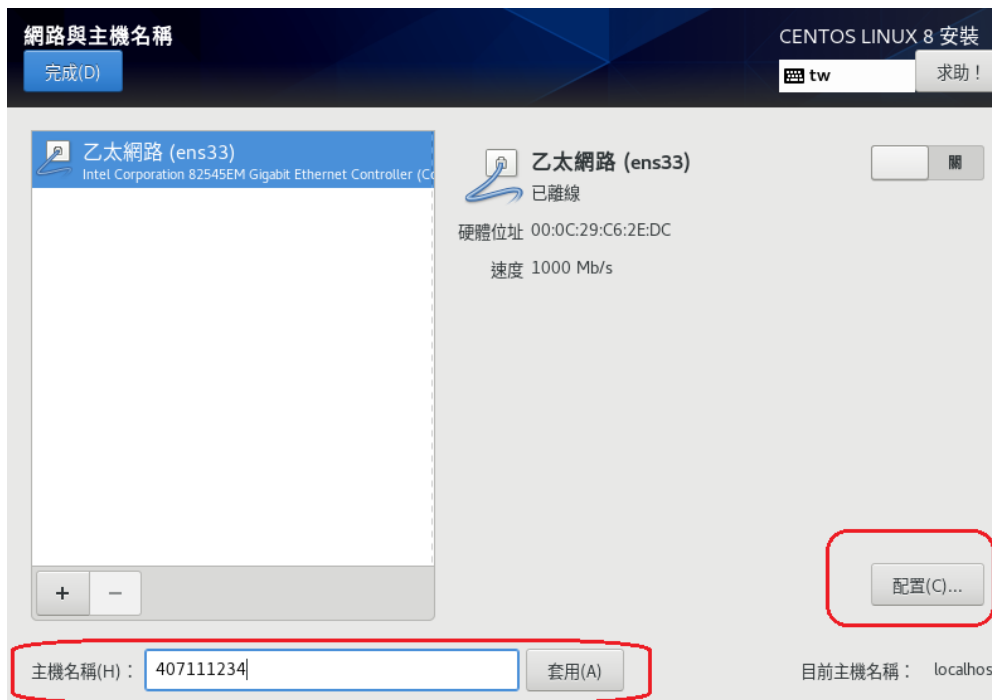 網路與主機名稱
完成(D)
CENTOS LINUX 8 安裝
tw
求助！
乙太網路 (ens33)
Intel Corporation 82545EM Gigabit Ethernet Controller (Co
乙太網路 (ens33)
已離線
關
硬體位址 00:0C:29:C6:2E:DC
速度 1000 Mb/s
+ −
配置(C)...
主機名稱(H)： 407111234 套用(A)
目前主機名稱： localhos